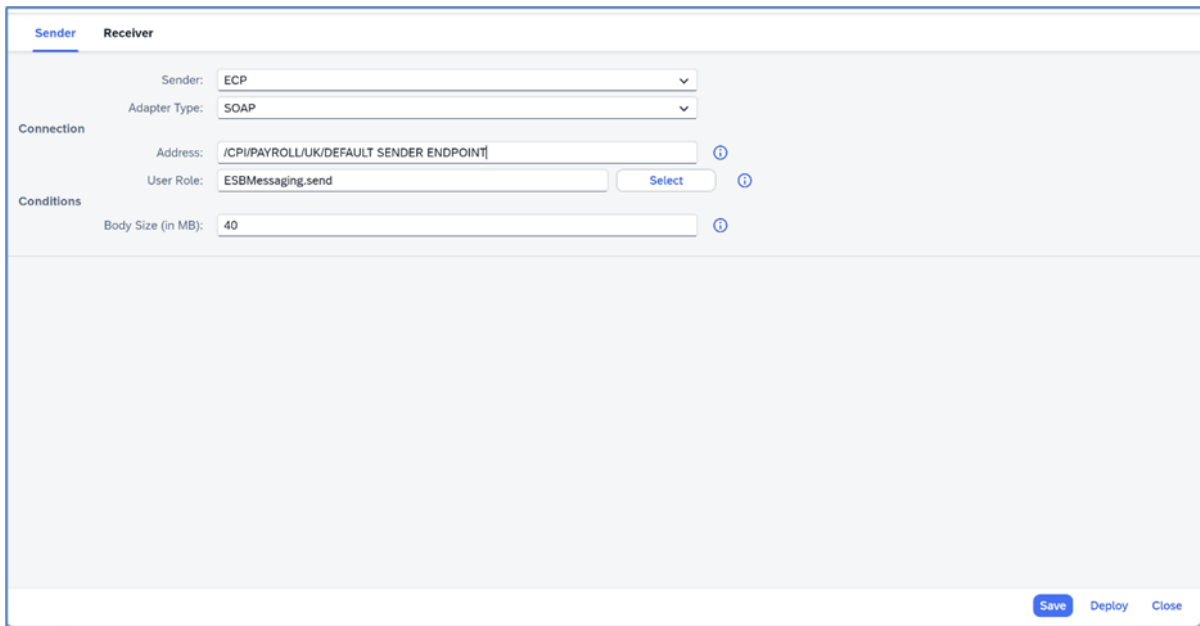 Sender Receiver
Sender: ECP
Adapter Type: SOAP
Connection
Address: /CPI/PAYROLL/UK/DEFAULT SENDER ENDPOINT
User Role: ESBMessaging.send Select
Conditions
Body Size (in MB): 40
Save Deploy Close